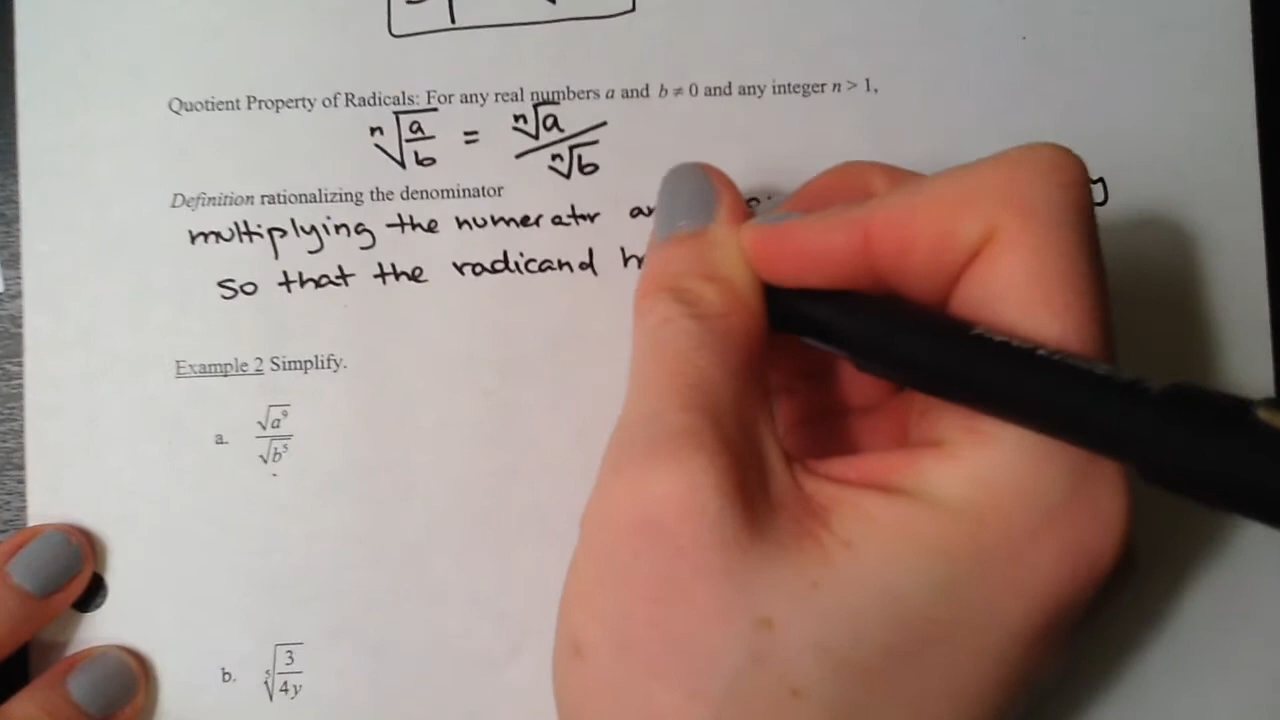 Quotient Property of Radicals: For any real numbers a and b ≠ 0 and any integer n > 1,
ⁿ√(a/b) = ⁿ√a / ⁿ√b
Definition rationalizing the denominator
multiplying the numerator
so that the radicand
Example 2 Simplify.
a. √a⁹ / √b⁵
b. ⁵√(3/4y)